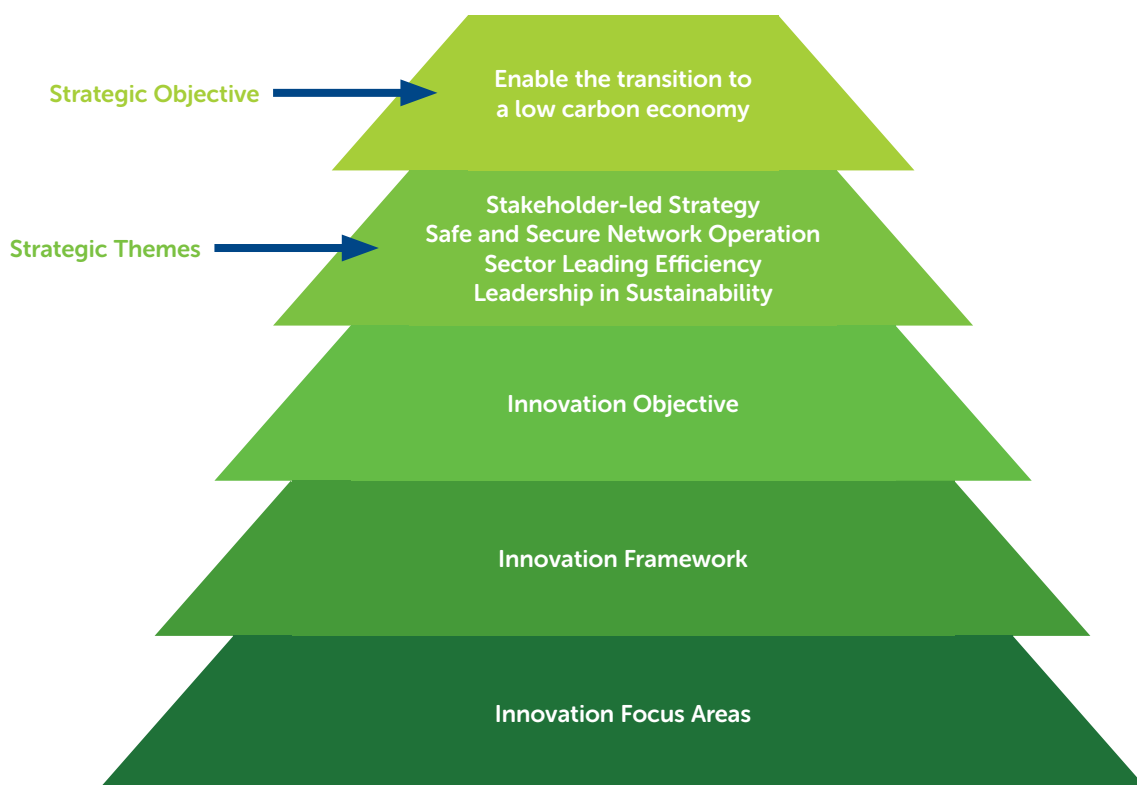 Strategic Objective
Enable the transition to
a low carbon economy
Strategic Themes
Stakeholder-led Strategy
Safe and Secure Network Operation
Sector Leading Efficiency
Leadership in Sustainability
Innovation Objective
Innovation Framework
Innovation Focus Areas